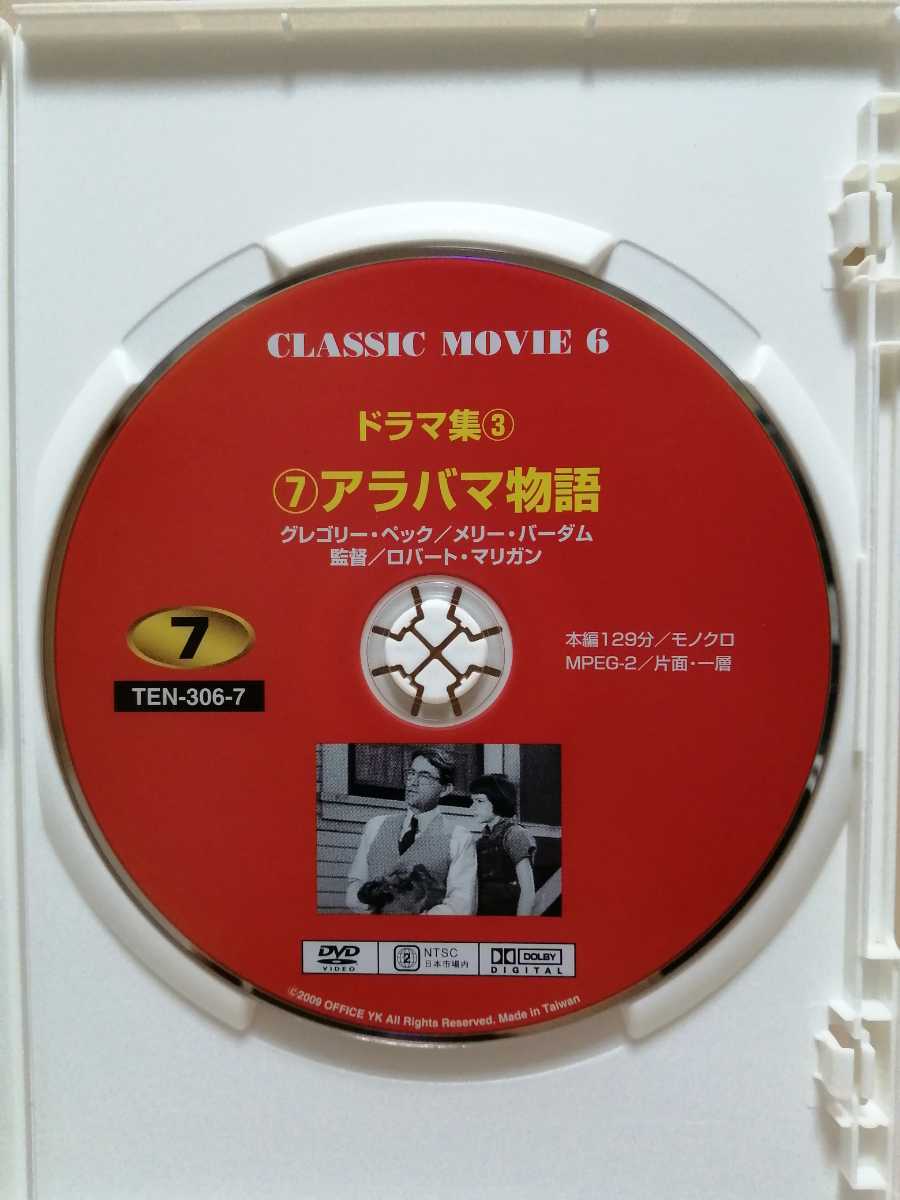 CLASSIC MOVIE 6
ドラマ集③
⑦アラバマ物語
グレゴリー・ペック／メリー・バーダム
監督／ロバート・マリガン
7
TEN-306-7
本編129分／モノクロ
MPEG-2／片面・一層
DVD
VIDEO
2
NTSC
日本市場内
DOLBY
DIGITAL
©2009 OFFICE YK All Rights Reserved. Made in Taiwan